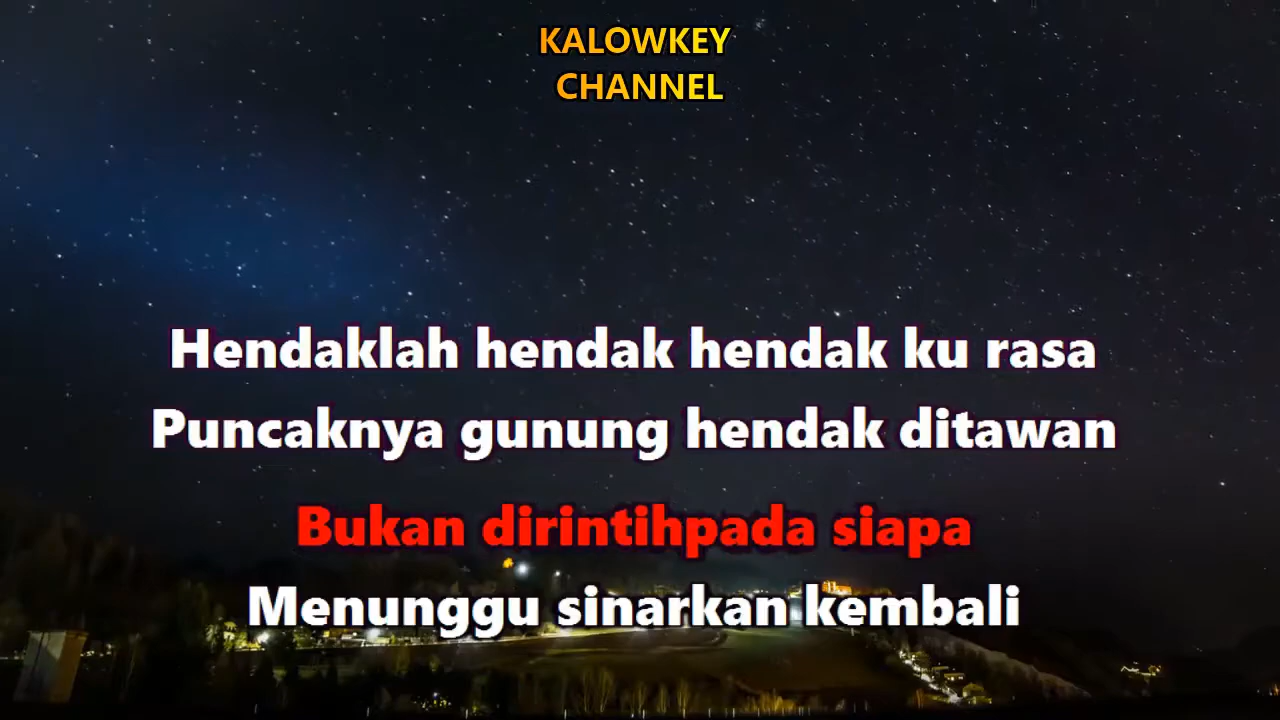 KALOWKEY
CHANNEL
Hendaklah hendak hendak ku rasa
Puncaknya gunung hendak ditawan
Bukan dirintihpada siapa
Menunggu sinarkan kembali